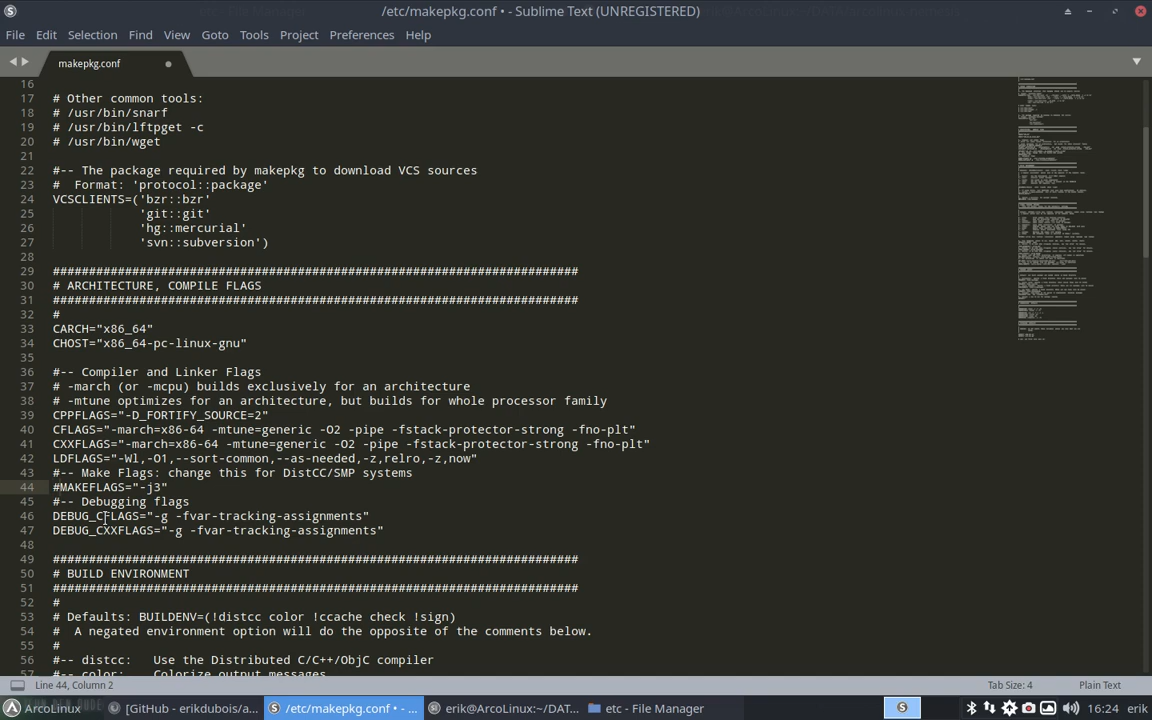 /etc/makepkg.conf • - Sublime Text (UNREGISTERED)
File Edit Selection Find View Goto Tools Project Preferences Help
makepkg.conf
16
17 # Other common tools:
18 # /usr/bin/snarf
19 # /usr/bin/lftpget -c
20 # /usr/bin/wget
21
22 #-- The package required by makepkg to download VCS sources
23 #  Format: 'protocol::package'
24 VCSCLIENTS=('bzr::bzr'
25             'git::git'
26             'hg::mercurial'
27             'svn::subversion')
28
29 #########################################################################
30 # ARCHITECTURE, COMPILE FLAGS
31 #########################################################################
32 #
33 CARCH="x86_64"
34 CHOST="x86_64-pc-linux-gnu"
35
36 #-- Compiler and Linker Flags
37 # -march (or -mcpu) builds exclusively for an architecture
38 # -mtune optimizes for an architecture, but builds for whole processor family
39 CPPFLAGS="-D_FORTIFY_SOURCE=2"
40 CFLAGS="-march=x86-64 -mtune=generic -O2 -pipe -fstack-protector-strong -fno-plt"
41 CXXFLAGS="-march=x86-64 -mtune=generic -O2 -pipe -fstack-protector-strong -fno-plt"
42 LDFLAGS="-Wl,-O1,--sort-common,--as-needed,-z,relro,-z,now"
43 #-- Make Flags: change this for DistCC/SMP systems
44 #MAKEFLAGS="-j3"
45 #-- Debugging flags
46 DEBUG_CFLAGS="-g -fvar-tracking-assignments"
47 DEBUG_CXXFLAGS="-g -fvar-tracking-assignments"
48
49 #########################################################################
50 # BUILD ENVIRONMENT
51 #########################################################################
52 #
53 # Defaults: BUILDENV=(!distcc color !ccache check !sign)
54 #  A negated environment option will do the opposite of the comments below.
55 #
56 #-- distcc:   Use the Distributed C/C++/ObjC compiler
57 #-- color:    Colorize output messages
Line 44, Column 2 Tab Size: 4 Plain Text
ArcoLinux [GitHub - erikdubois/a... /etc/makepkg.conf • - ... erik@ArcoLinux:~/DAT... etc - File Manager 16:24 erik